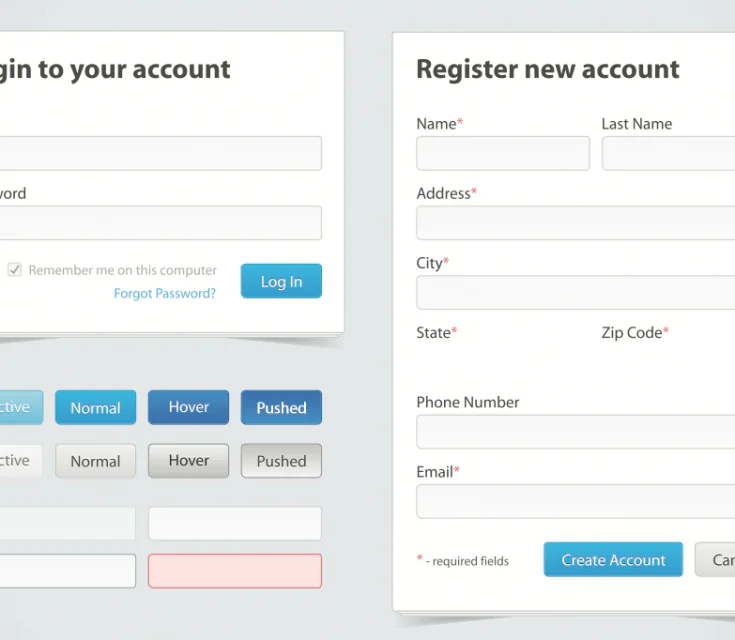 gin to your account
word
Remember me on this computer
Forgot Password?
Log In
ctive
Normal
Hover
Pushed
ctive
Normal
Hover
Pushed
Register new account
Name*
Last Name
Address*
City*
State*
Zip Code*
Phone Number
Email*
* - required fields
Create Account
Can